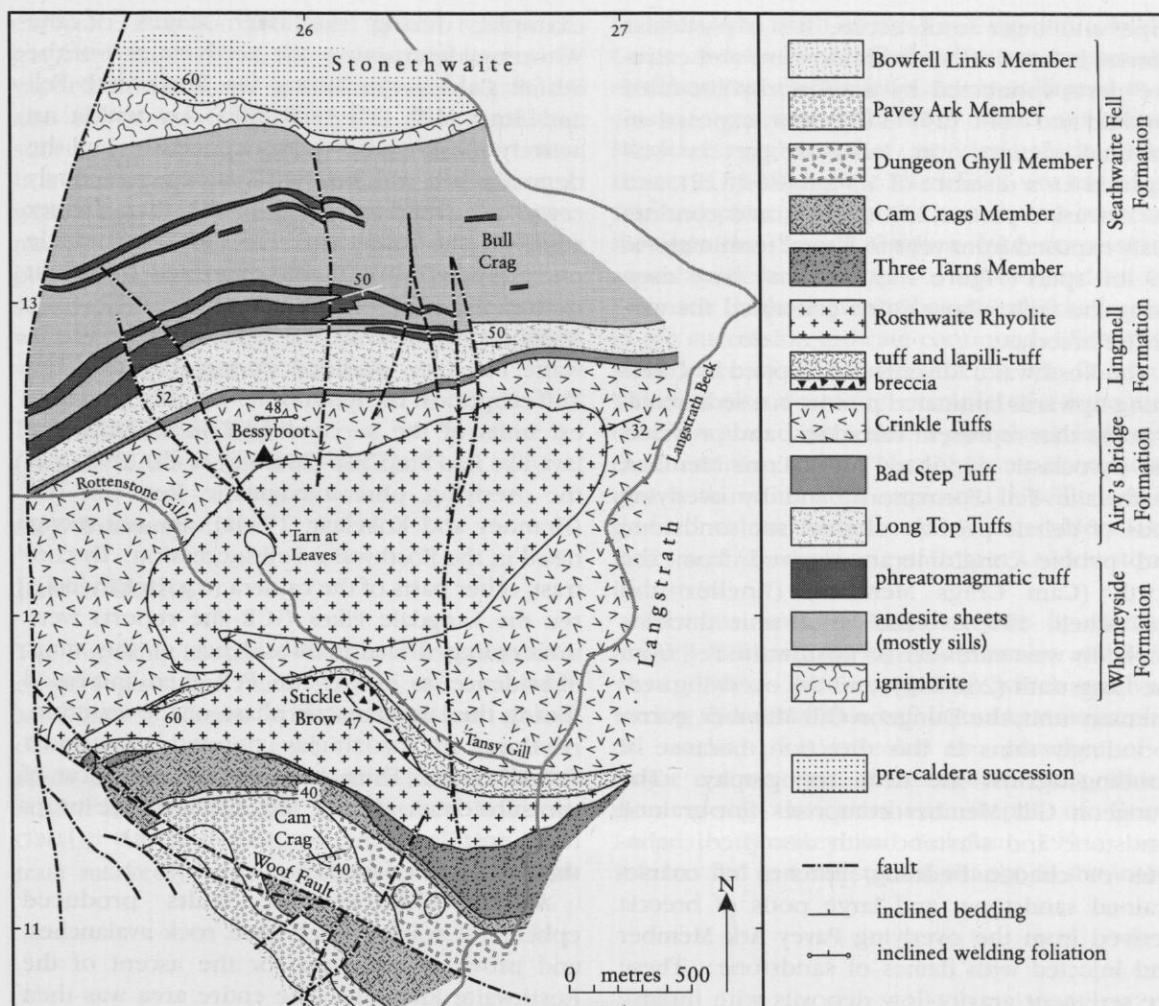 26
27
60
Stonethwaite
Bull
Crag
50
13
50
52
48
Bessyboot
32
Langstrath Beck
Rottenstone Gill
Tarn at
Leaves
Langstrath
12
Stickle
Brow
47
60
Tansy Gill
40
Cam
Crag
40
Woof Fault
11
N
0 metres 500
Bowfell Links Member
Pavey Ark Member
Dungeon Ghyll Member
Cam Crags Member
Three Tarns Member
Seathwaite Fell
Formation
Rosthwaite Rhyolite
tuff and lapilli-tuff
breccia
Lingmell
Formation
Crinkle Tuffs
Bad Step Tuff
Long Top Tuffs
Airy's Bridge
Formation
phreatomagmatic tuff
andesite sheets
(mostly sills)
ignimbrite
Whorneyside
Formation
pre-caldera succession
fault
inclined bedding
inclined welding foliation